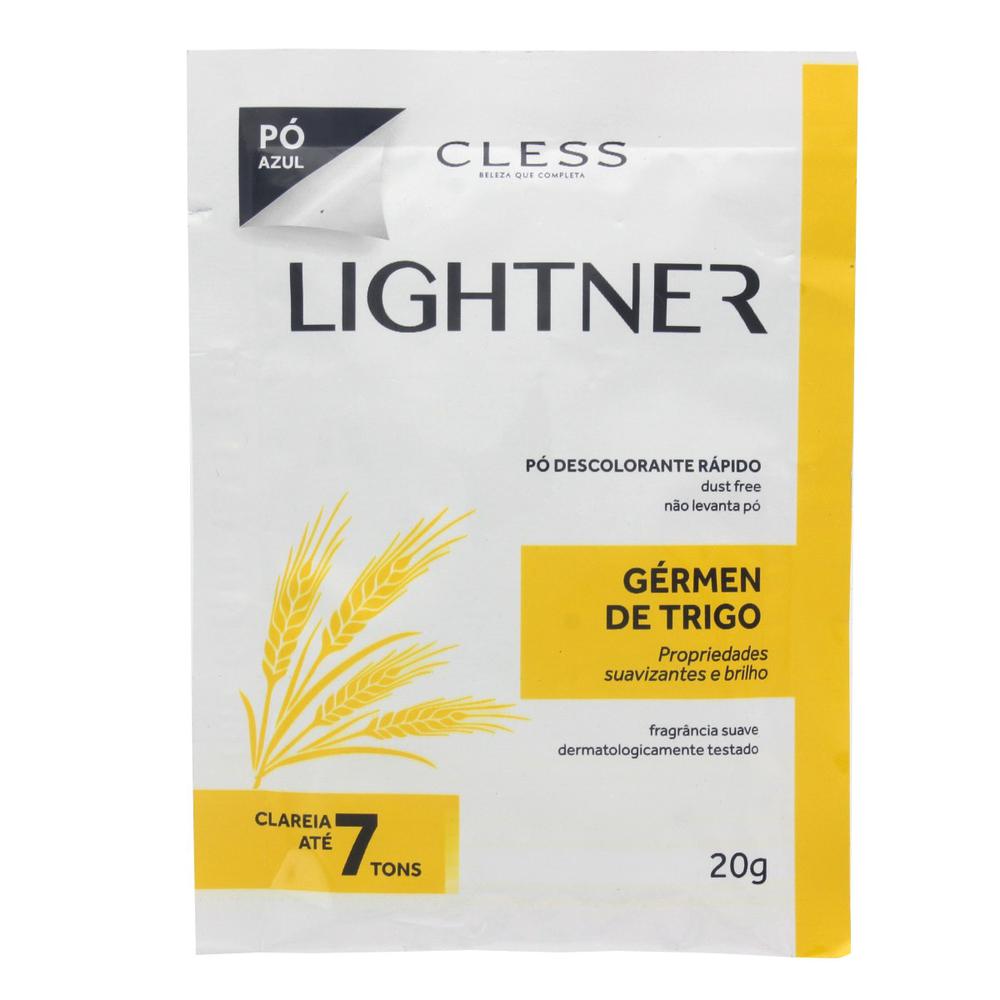 PÓ
AZUL
CLESS
BELEZA QUE COMPLETA
LIGHTNER
PÓ DESCOLORANTE RÁPIDO
dust free
não levanta pó
GÉRMEN
DE TRIGO
Propriedades
suavizantes e brilho
fragrância suave
dermatologicamente testado
CLAREIA
ATÉ
7
TONS
20g